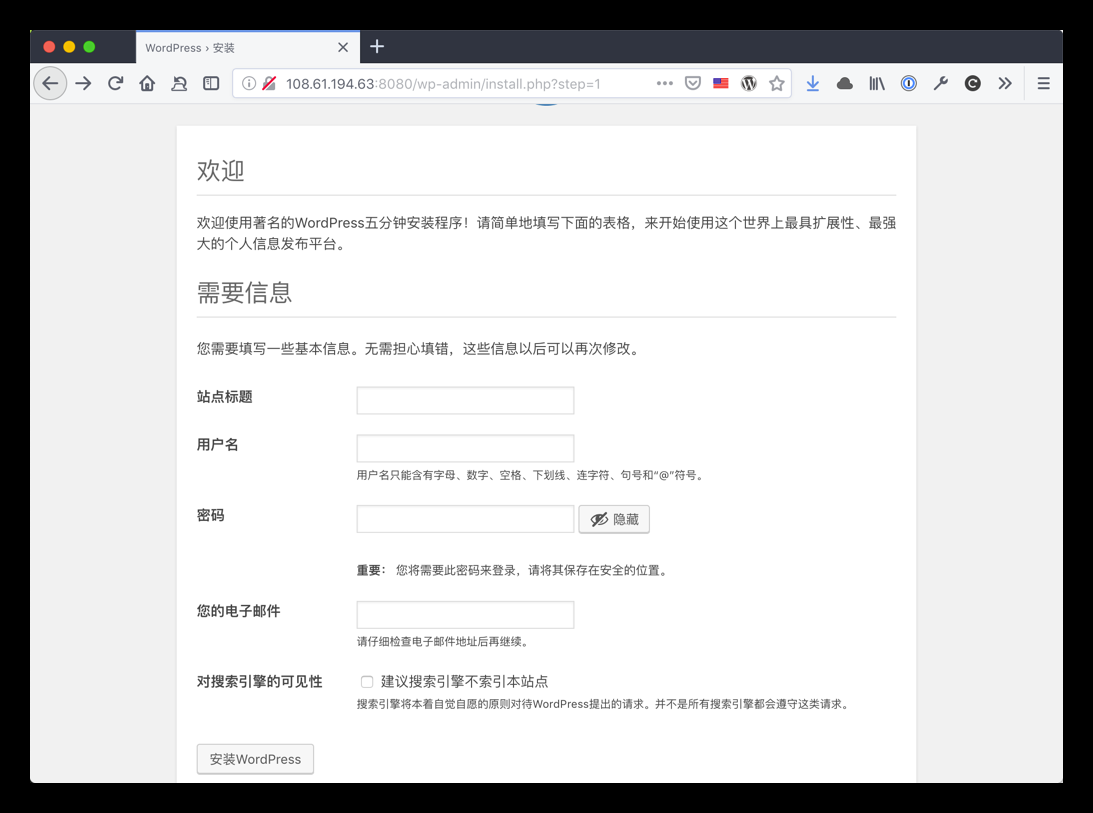 WordPress › 安装
108.61.194.63:8080/wp-admin/install.php?step=1
欢迎
欢迎使用著名的WordPress五分钟安装程序！请简单地填写下面的表格，来开始使用这个世界上最具扩展性、最强
大的个人信息发布平台。
需要信息
您需要填写一些基本信息。无需担心填错，这些信息以后可以再次修改。
站点标题
用户名
用户名只能含有字母、数字、空格、下划线、连字符、句号和“@”符号。
密码
隐藏
重要： 您将需要此密码来登录，请将其保存在安全的位置。
您的电子邮件
请仔细检查电子邮件地址后再继续。
对搜索引擎的可见性
建议搜索引擎不索引本站点
搜索引擎将本着自觉自愿的原则对待WordPress提出的请求。并不是所有搜索引擎都会遵守这类请求。
安装WordPress